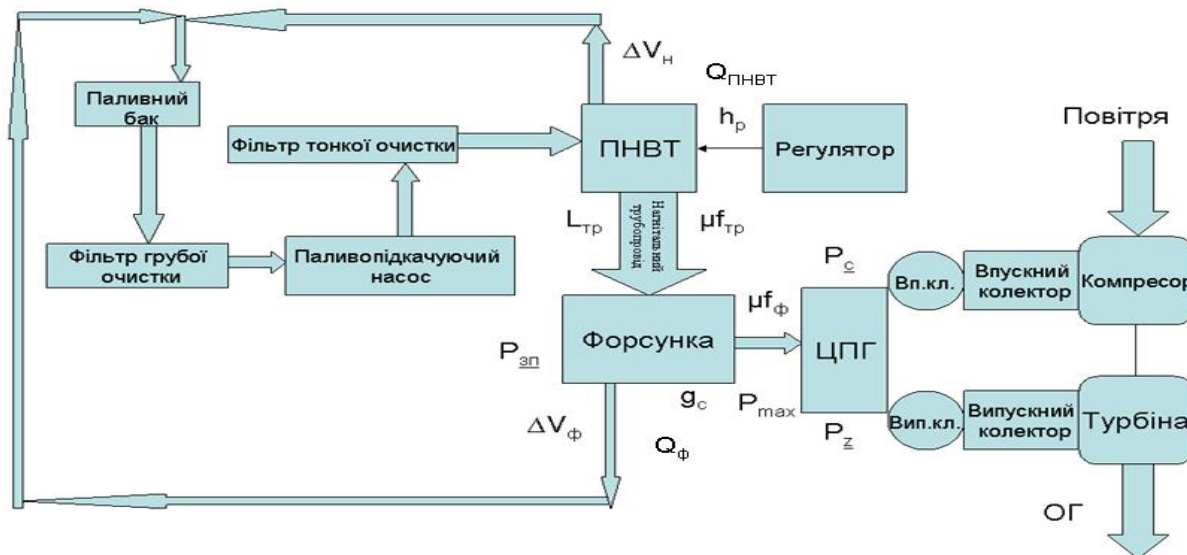 ΔVн
Qпнвт
Паливний
бак
Фільтр тонкої очистки
ПНВТ
hр
Регулятор
Повітря
Lтр
Нагнітальний
трубопровід
μfтр
Фільтр грубої
очистки
Паливопідкачуючий
насос
Pс
Вп.кл.
Впускний
колектор
Компресор
μfф
Форсунка
ЦПГ
Pзп
gс
Pmax
Pz
Вип.кл.
Випускний
колектор
Турбіна
ΔVф
Qф
ОГ